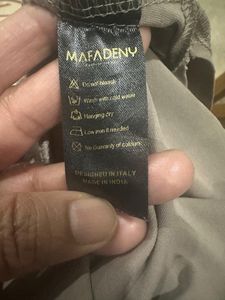 MAFADENY
Do not bleach
Wash with cold water
Hanging dry
Low iron it needed
No Guaranty of colours
DESIGNED IN ITALY
MADE IN INDIA